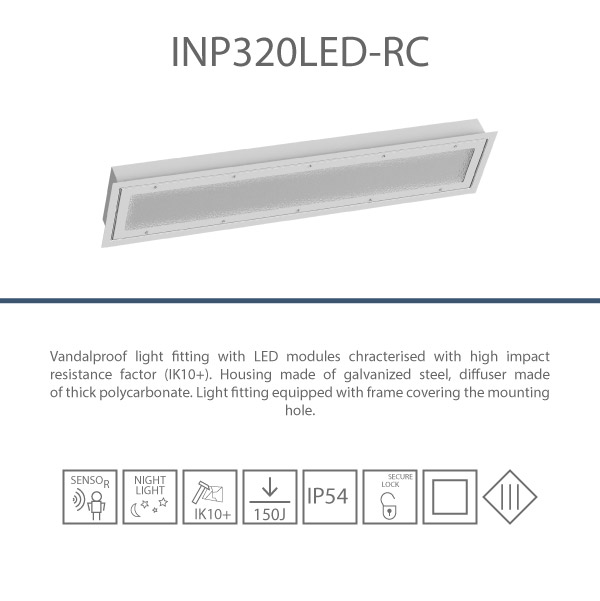 INP320LED-RC
Vandalproof light fitting with LED modules chracterised with high impact
resistance factor (IK10+). Housing made of galvanized steel, diffuser made
of thick polycarbonate. Light fitting equipped with frame covering the mounting
hole.
SENSOR
NIGHT
LIGHT
IK10+
150J
IP54
SECURE
LOCK